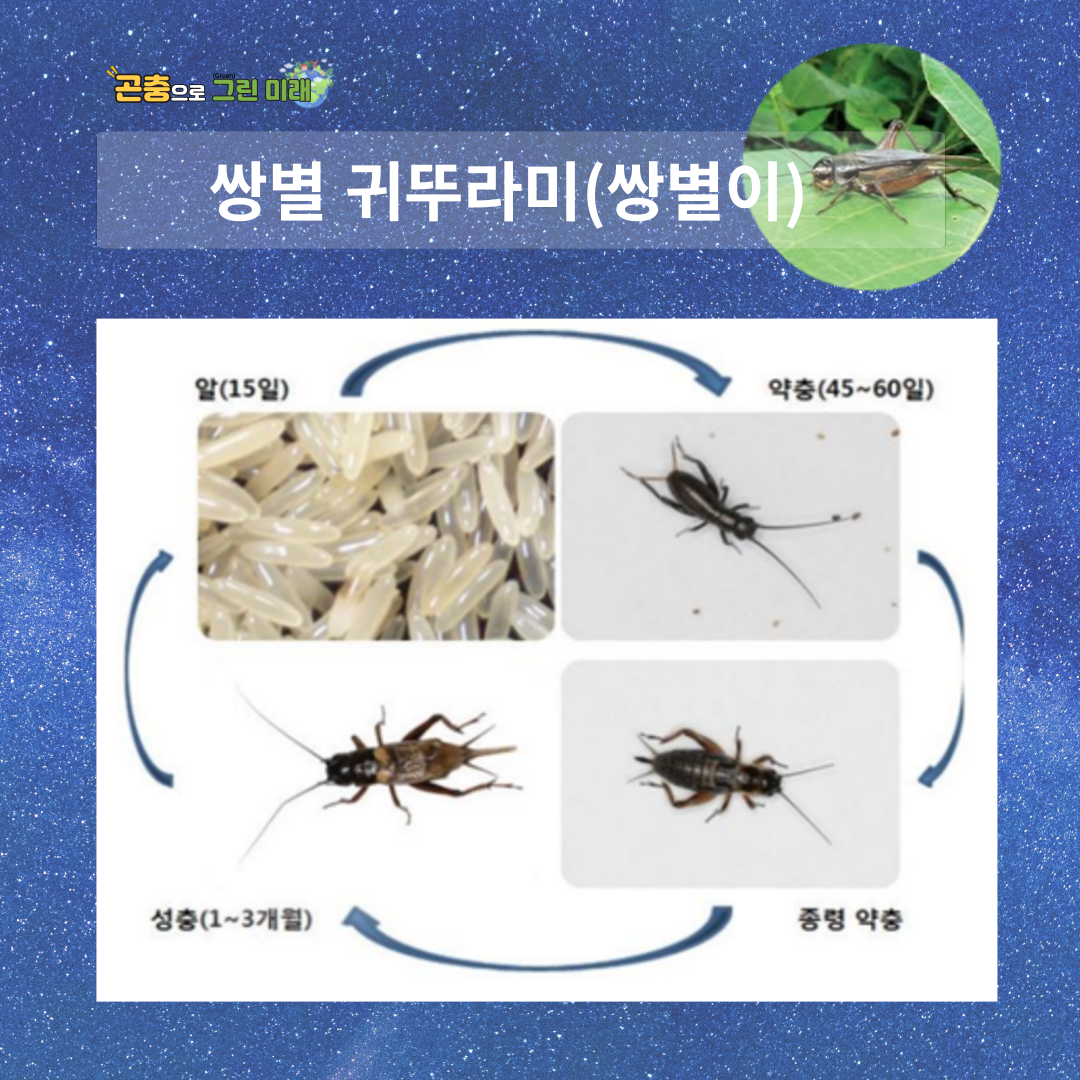 (Green)
곤충으로 그린 미래
쌍별 귀뚜라미(쌍별이)
알(15일)
약충(45~60일)
성충(1~3개월)
종령 약충